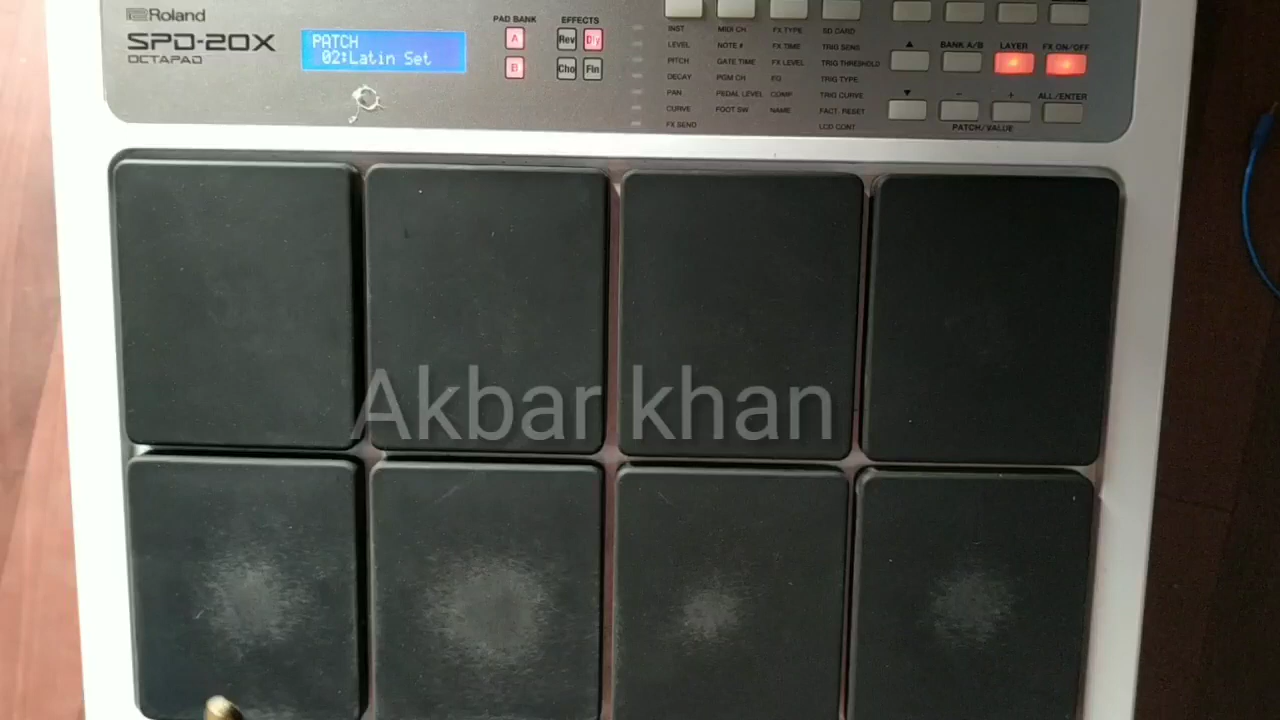 Roland
SPD-20X
OCTAPAD
PATCH
02:Latin Set
PAD BANK
A
B
EFFECTS
Rev Dly
Cho Fln
INST
LEVEL
PITCH
DECAY
PAN
CURVE
FX SEND
MIDI CH
NOTE #
GATE TIME
PGM CH
PEDAL LEVEL
FOOT SW
FX TYPE
FX TIME
FX LEVEL
EQ
COMP
NAME
SD CARD
TRIG SENS
TRIG THRESHOLD
TRIG TYPE
TRIG CURVE
FACT. RESET
LCD CONT
▲ BANK A/B LAYER FX ON/OFF
▼ - + ALL/ENTER
PATCH/VALUE
Akbar khan